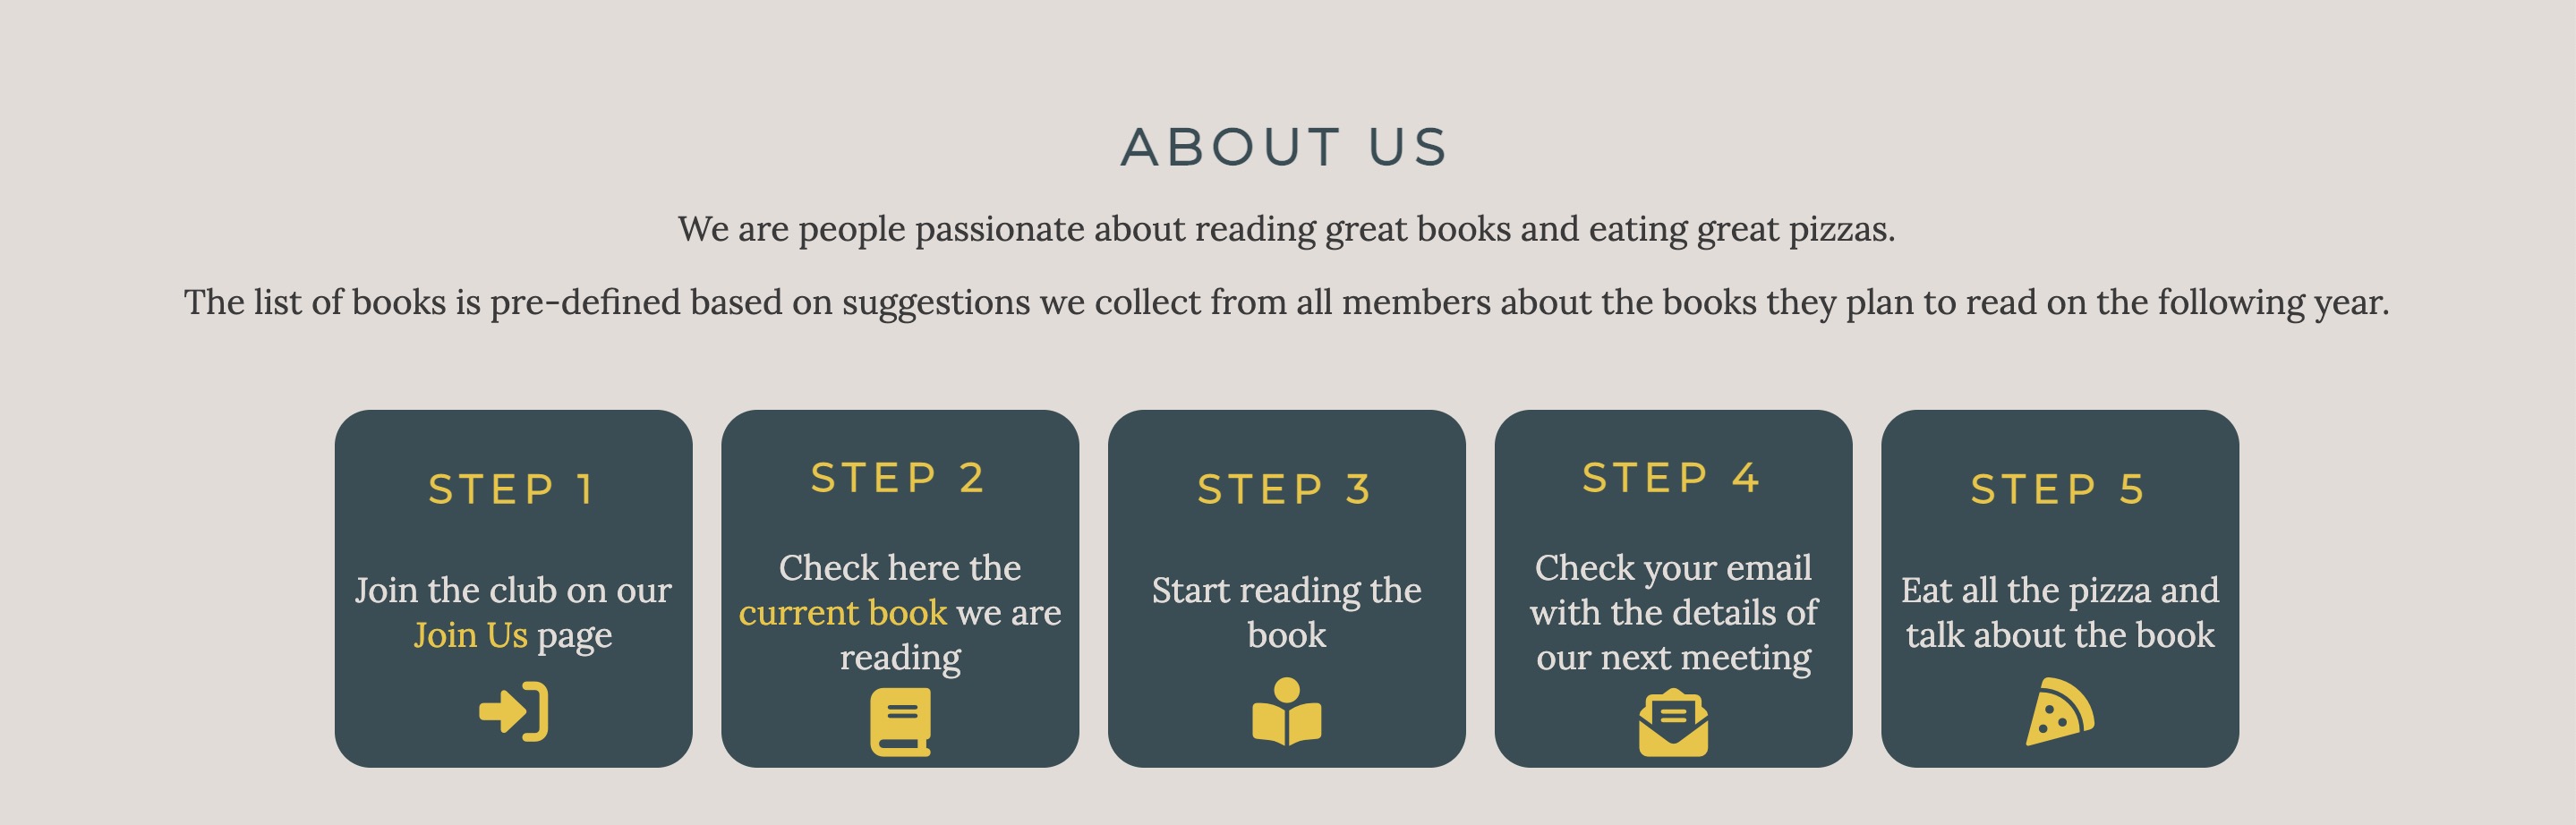 ABOUT US
We are people passionate about reading great books and eating great pizzas.
The list of books is pre-defined based on suggestions we collect from all members about the books they plan to read on the following year.
STEP 1
Join the club on our
Join Us page
STEP 2
Check here the
current book we are
reading
STEP 3
Start reading the
book
STEP 4
Check your email
with the details of
our next meeting
STEP 5
Eat all the pizza and
talk about the book